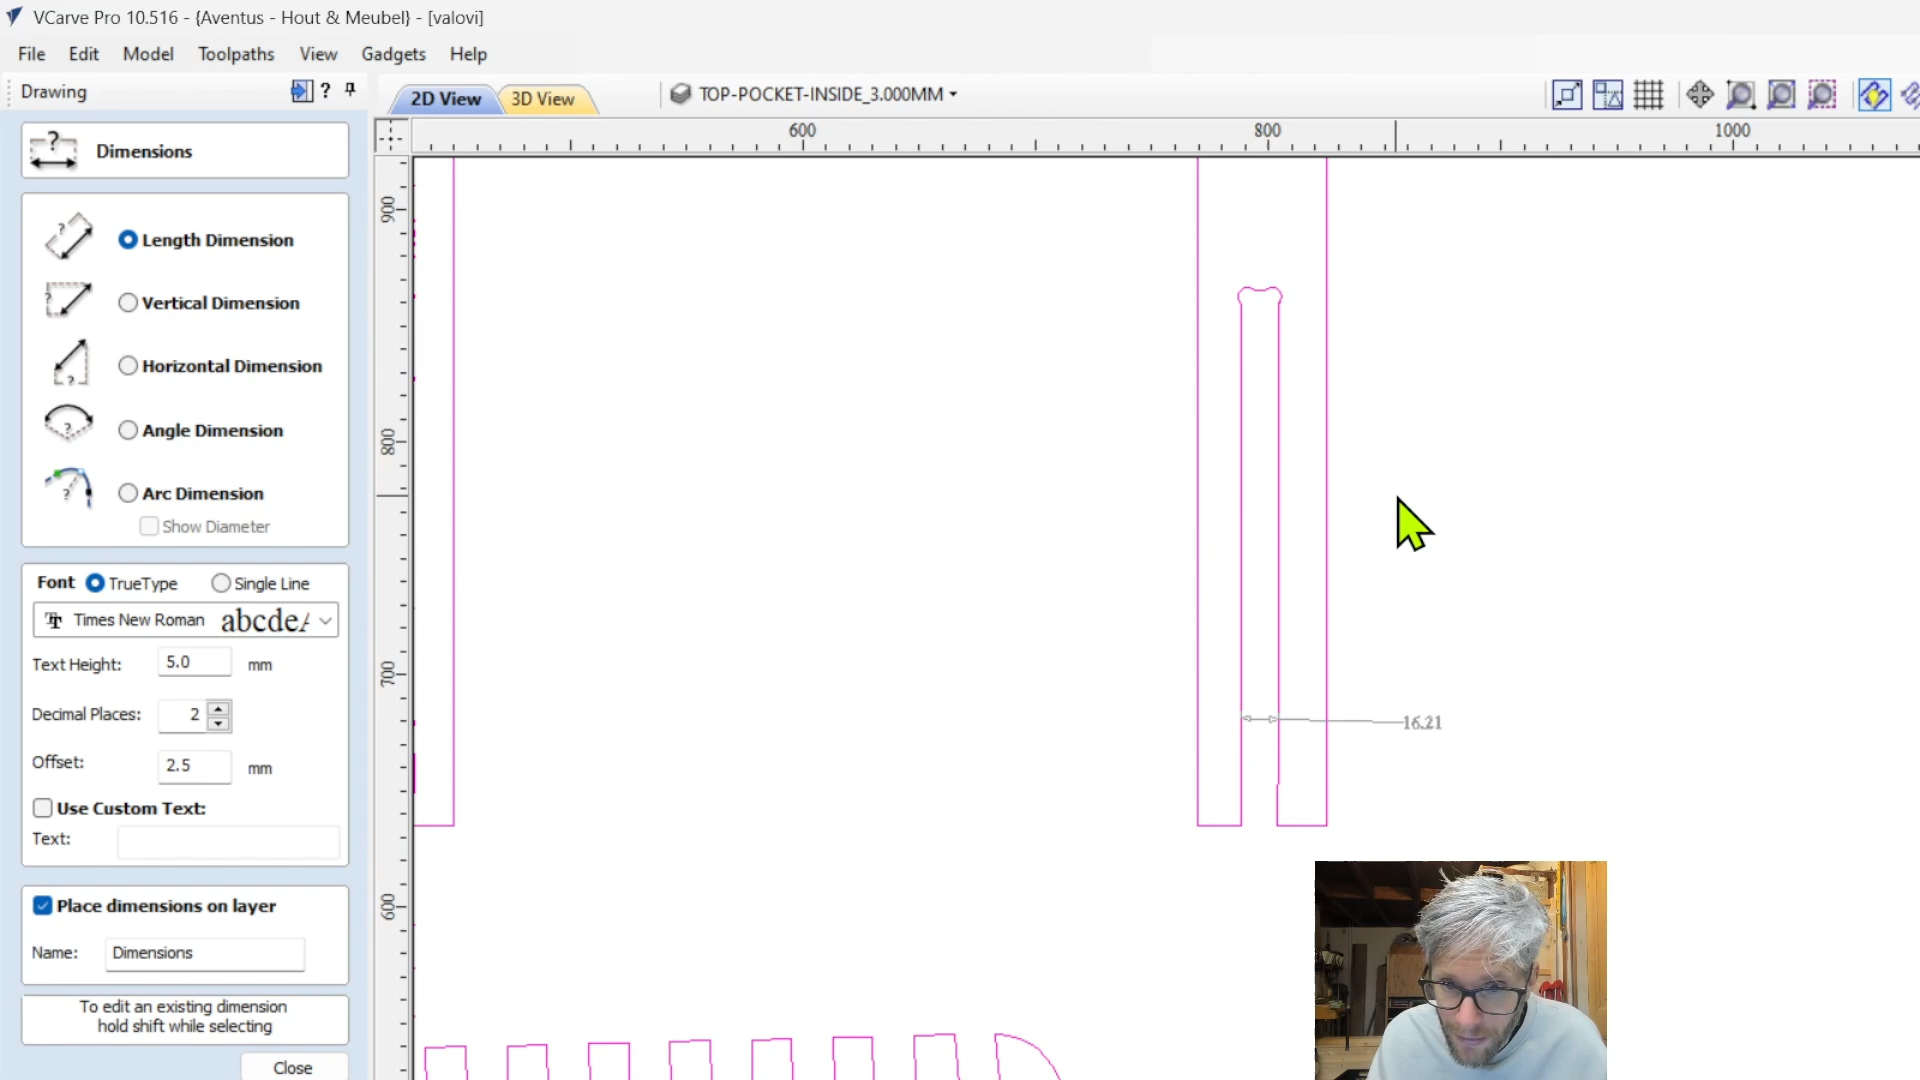 VCarve Pro 10.516 - {Aventus - Hout & Meubel} - [valovi]
File Edit Model Toolpaths View Gadgets Help
Drawing ?
2D View 3D View TOP-POCKET-INSIDE_3.000MM
Dimensions
Length Dimension
Vertical Dimension
Horizontal Dimension
Angle Dimension
Arc Dimension
Show Diameter
Font TrueType Single Line
Times New Roman abcdeA
Text Height: 5.0 mm
Decimal Places: 2
Offset: 2.5 mm
Use Custom Text:
Text:
Place dimensions on layer
Name: Dimensions
To edit an existing dimension
hold shift while selecting
Close
600 800 1000
900
800
700
600
16.21